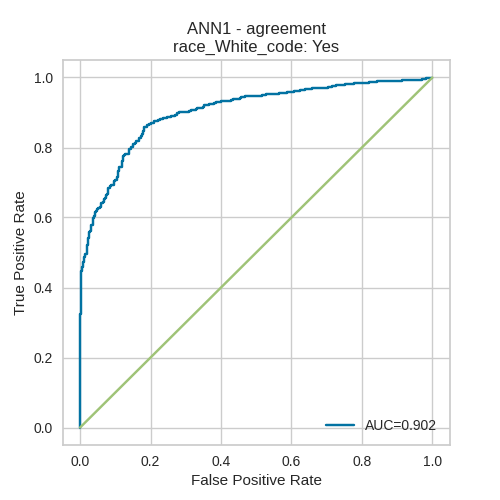 ANN1 - agreement
race_White_code: Yes
1.0
0.8
0.6
0.4
0.2
0.0
True Positive Rate
0.0 0.2 0.4 0.6 0.8 1.0
False Positive Rate
AUC=0.902